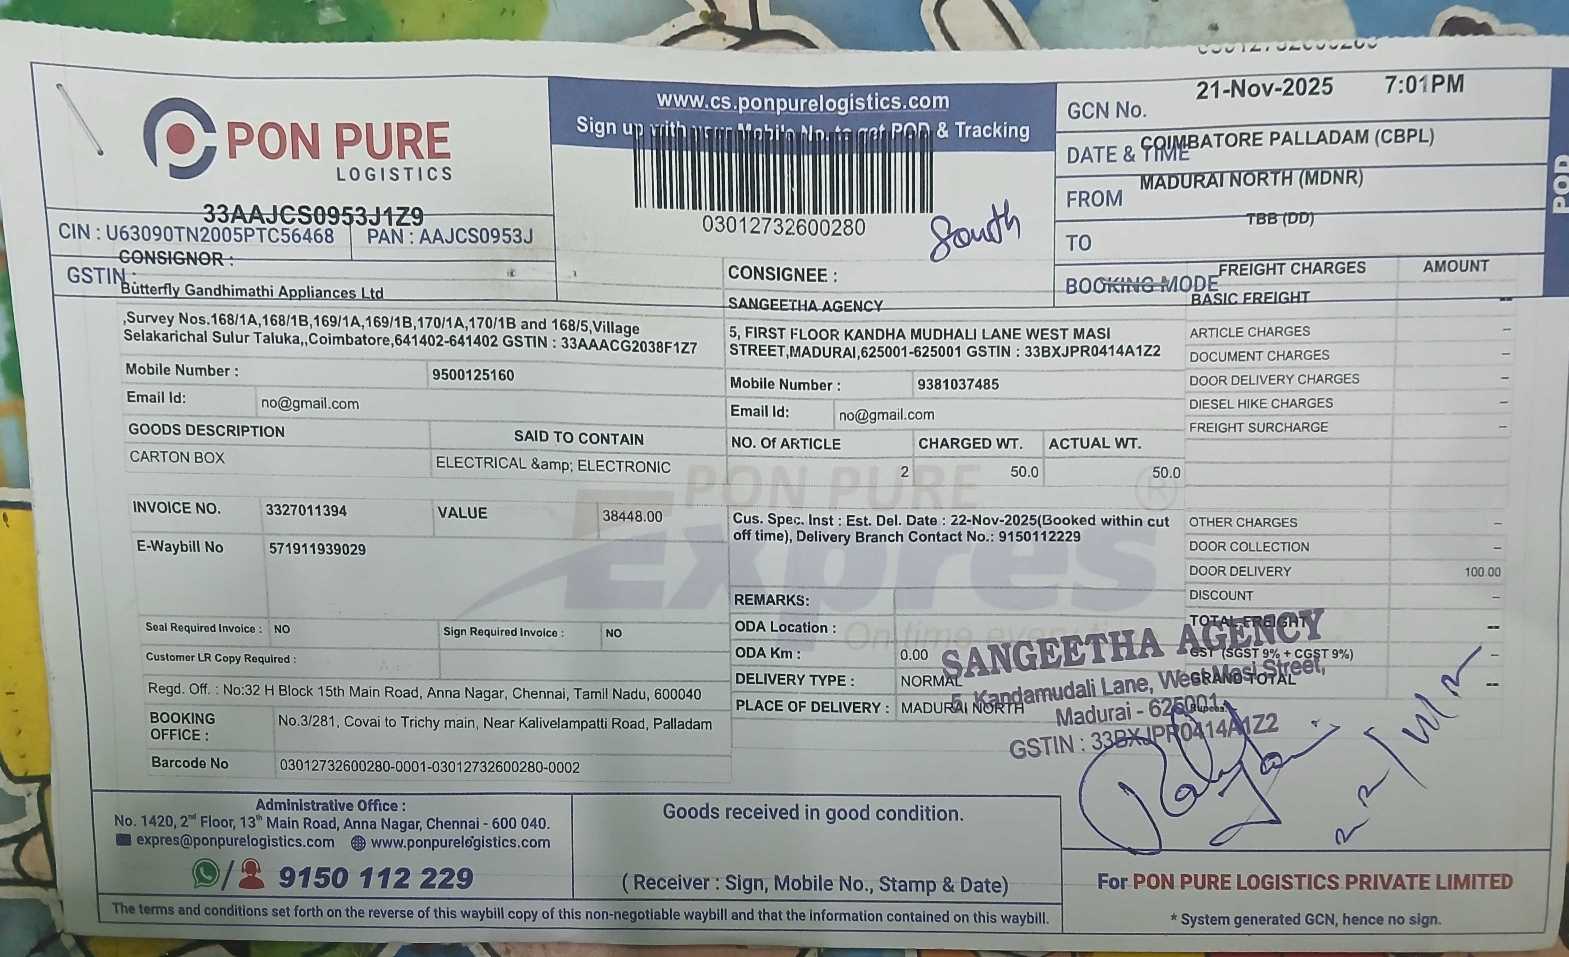 PON PURE
LOGISTICS
33AAJCS0953J1Z9
CIN : U63090TN2005PTC56468
PAN : AAJCS0953J
GSTIN :
www.cs.ponpurelogistics.com
Sign up with your Mobile No. to get POD & Tracking
03012732600280
South
GCN No.
21-Nov-2025 7:01PM
DATE & TIME
COIMBATORE PALLADAM (CBPL)
FROM
MADURAI NORTH (MDNR)
TO
TBB (DD)
BOOKING MODE
POD
CONSIGNOR :
Butterfly Gandhimathi Appliances Ltd
,Survey Nos.168/1A,168/1B,169/1A,169/1B,170/1A,170/1B and 168/5,Village
Selakarichal Sulur Taluka,,Coimbatore,641402-641402 GSTIN : 33AAACG2038F1Z7
Mobile Number : 9500125160
Email Id: no@gmail.com
GOODS DESCRIPTION SAID TO CONTAIN
CARTON BOX ELECTRICAL &amp; ELECTRONIC
INVOICE NO. 3327011394 VALUE 38448.00
E-Waybill No 571911939029
Seal Required Invoice : NO Sign Required Invoice : NO
Customer LR Copy Required :
Regd. Off. : No:32 H Block 15th Main Road, Anna Nagar, Chennai, Tamil Nadu, 600040
BOOKING
OFFICE :
No.3/281, Covai to Trichy main, Near Kalivelampatti Road, Palladam
Barcode No 03012732600280-0001-03012732600280-0002
CONSIGNEE :
SANGEETHA AGENCY
5, FIRST FLOOR KANDHA MUDHALI LANE WEST MASI
STREET,MADURAI,625001-625001 GSTIN : 33BXJPR0414A1Z2
Mobile Number : 9381037485
Email Id: no@gmail.com
NO. Of ARTICLE CHARGED WT. ACTUAL WT.
2 50.0 50.0
PON PURE
Expres
On time
Cus. Spec. Inst : Est. Del. Date : 22-Nov-2025(Booked within cut
off time), Delivery Branch Contact No.: 9150112229
REMARKS:
ODA Location :
ODA Km : 0.00
DELIVERY TYPE : NORMAL
PLACE OF DELIVERY : MADURAI NORTH
FREIGHT CHARGES AMOUNT
BASIC FREIGHT --
ARTICLE CHARGES –
DOCUMENT CHARGES –
DOOR DELIVERY CHARGES –
DIESEL HIKE CHARGES –
FREIGHT SURCHARGE –
OTHER CHARGES –
DOOR COLLECTION –
DOOR DELIVERY 100.00
DISCOUNT –
TOTAL FREIGHT --
GST (SGST 9% + CGST 9%) –
GRAND TOTAL --
Rupees:
SANGEETHA AGENCY
5, Kandamudali Lane, West Masi Street,
Madurai - 625001.
GSTIN : 33BXJPR0414A1Z2
Administrative Office :
No. 1420, 2nd Floor, 13th Main Road, Anna Nagar, Chennai - 600 040.
expres@ponpurelogistics.com www.ponpurelogistics.com
9150 112 229
Goods received in good condition.
( Receiver : Sign, Mobile No., Stamp & Date)
For PON PURE LOGISTICS PRIVATE LIMITED
* System generated GCN, hence no sign.
The terms and conditions set forth on the reverse of this waybill copy of this non-negotiable waybill and that the information contained on this waybill.